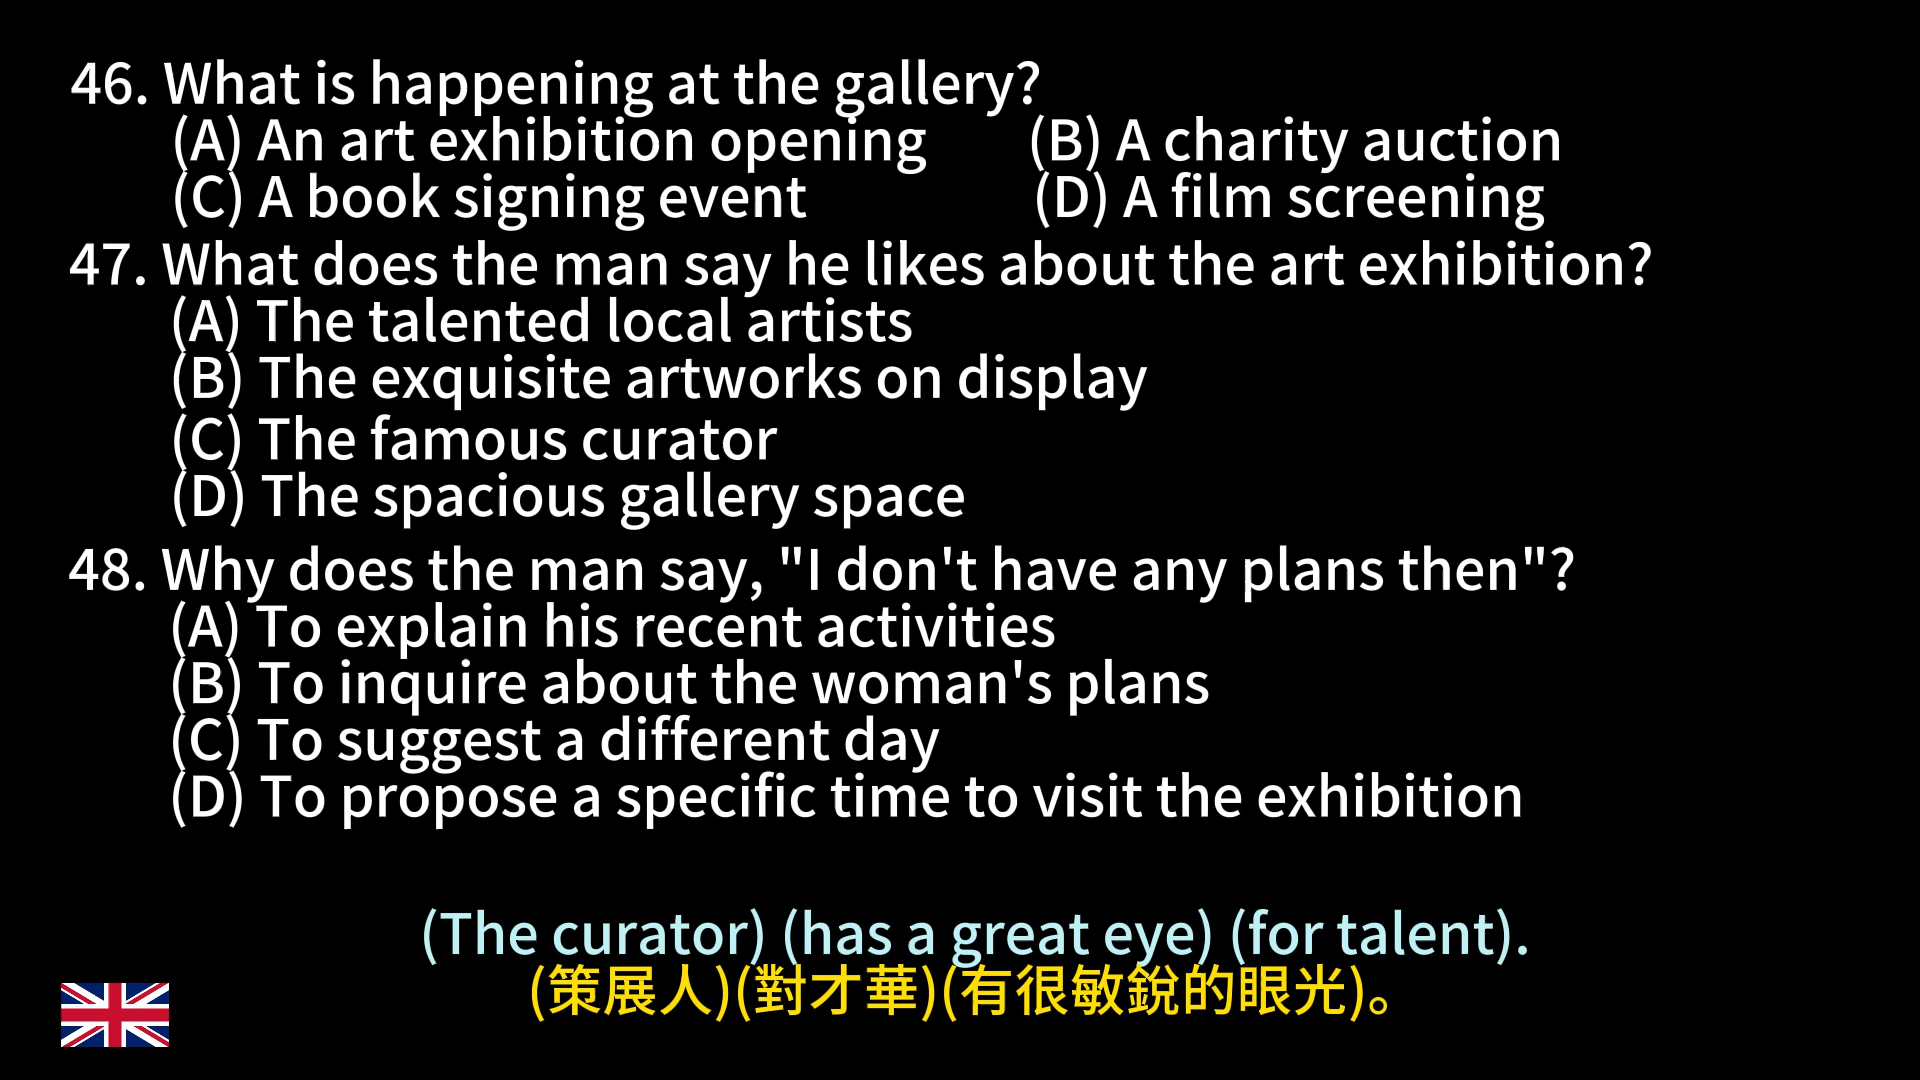 46. What is happening at the gallery?
(A) An art exhibition opening (B) A charity auction
(C) A book signing event (D) A film screening
47. What does the man say he likes about the art exhibition?
(A) The talented local artists
(B) The exquisite artworks on display
(C) The famous curator
(D) The spacious gallery space
48. Why does the man say, "I don't have any plans then"?
(A) To explain his recent activities
(B) To inquire about the woman's plans
(C) To suggest a different day
(D) To propose a specific time to visit the exhibition
(The curator) (has a great eye) (for talent).
(策展人)(對才華)(有很敏銳的眼光)。